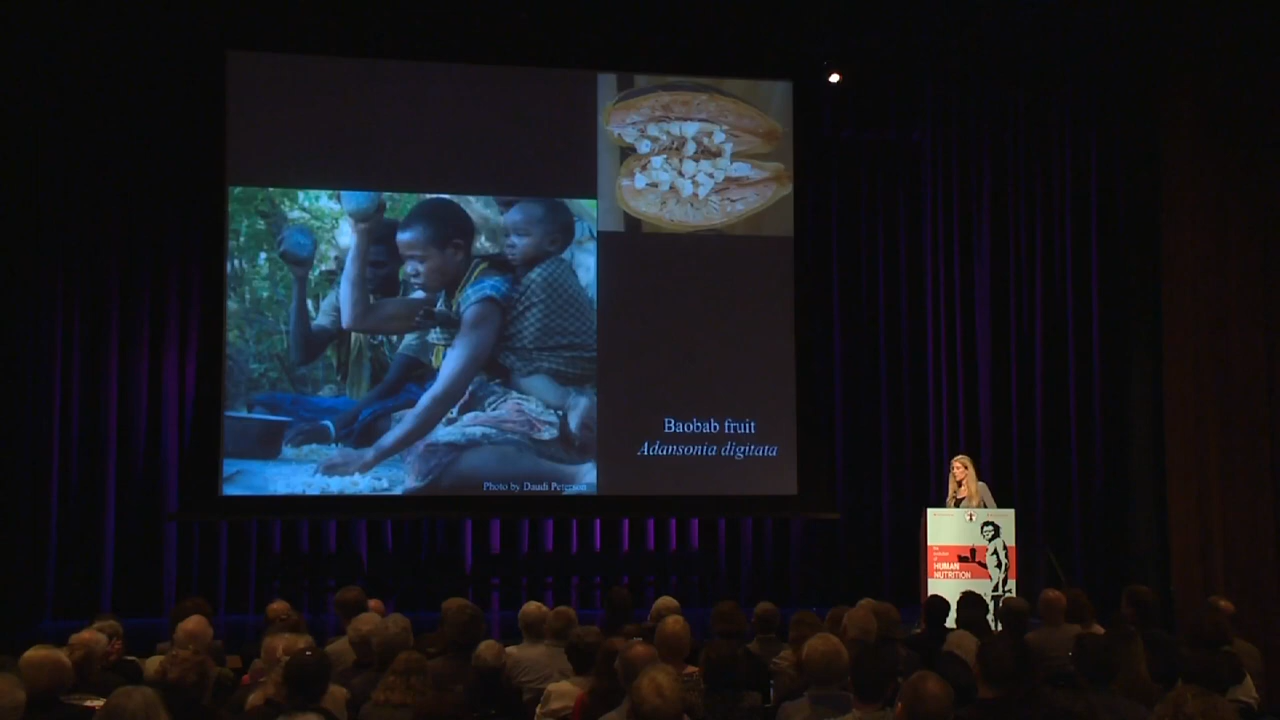 Baobab fruit
Adansonia digitata
Photo by Daudi Peterson
HUMAN
NUTRITION